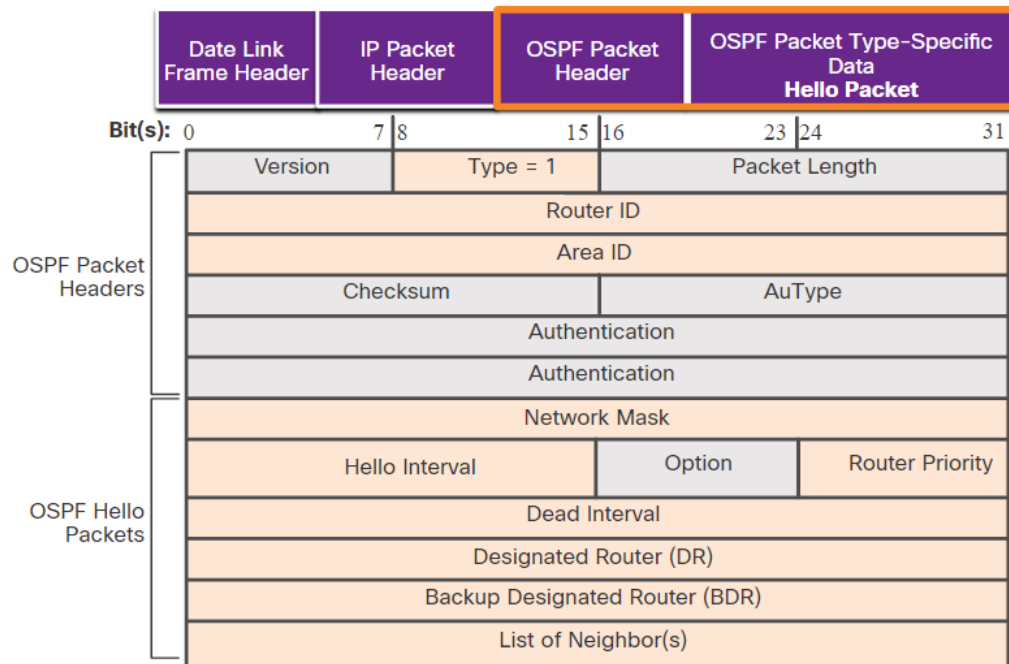 Date Link
Frame Header
IP Packet
Header
OSPF Packet
Header
OSPF Packet Type-Specific
Data
Hello Packet
Bit(s): 0 7 8 15 16 23 24 31
Version Type = 1 Packet Length
Router ID
Area ID
OSPF Packet
Headers
Checksum AuType
Authentication
Authentication
Network Mask
Hello Interval Option Router Priority
OSPF Hello
Packets
Dead Interval
Designated Router (DR)
Backup Designated Router (BDR)
List of Neighbor(s)